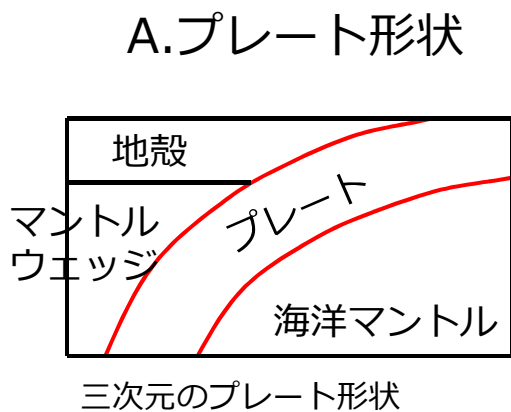 A.プレート形状
地殻
マントル
ウェッジ
プレート
海洋マントル
三次元のプレート形状